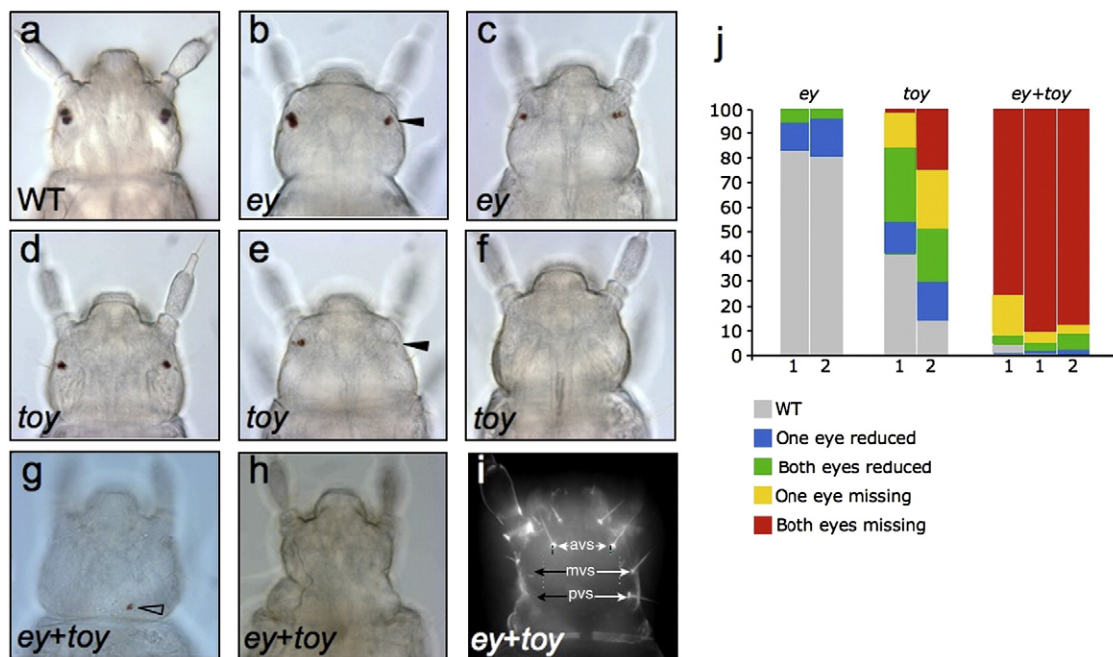 a
WT
b
ey
c
ey
d
toy
e
toy
f
toy
g
ey+toy
h
ey+toy
i
avs
mvs
pvs
ey+toy
j
ey toy ey+toy
100
90
80
70
60
50
40
30
20
10
0
1 2 1 2 1 1 2
WT
One eye reduced
Both eyes reduced
One eye missing
Both eyes missing